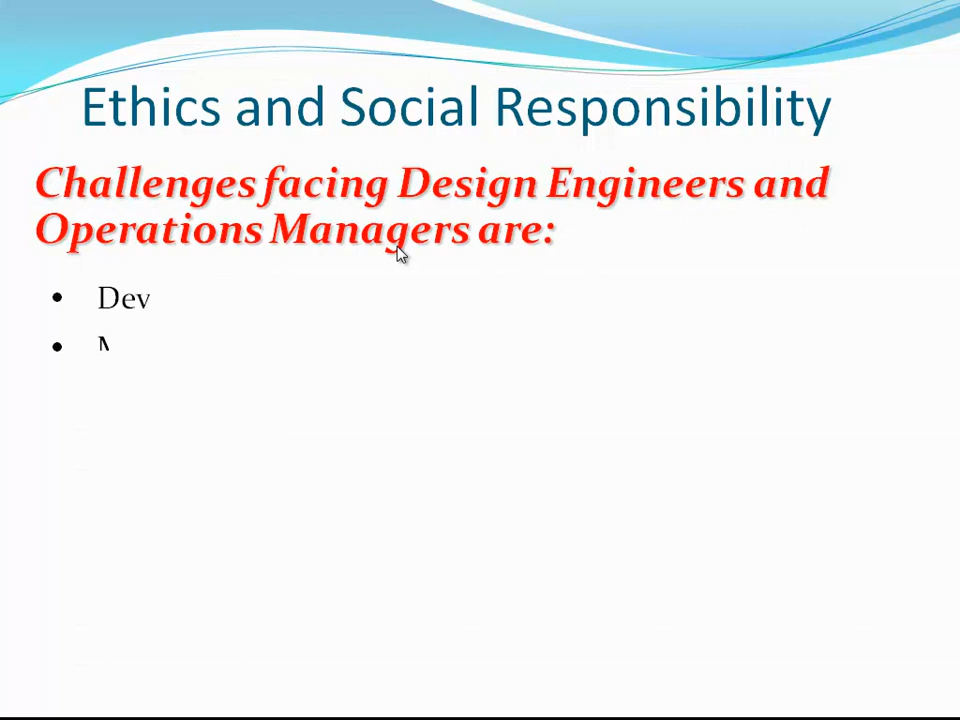 Ethics and Social Responsibility
Challenges facing Design Engineers and
Operations Managers are:
• Dev
•